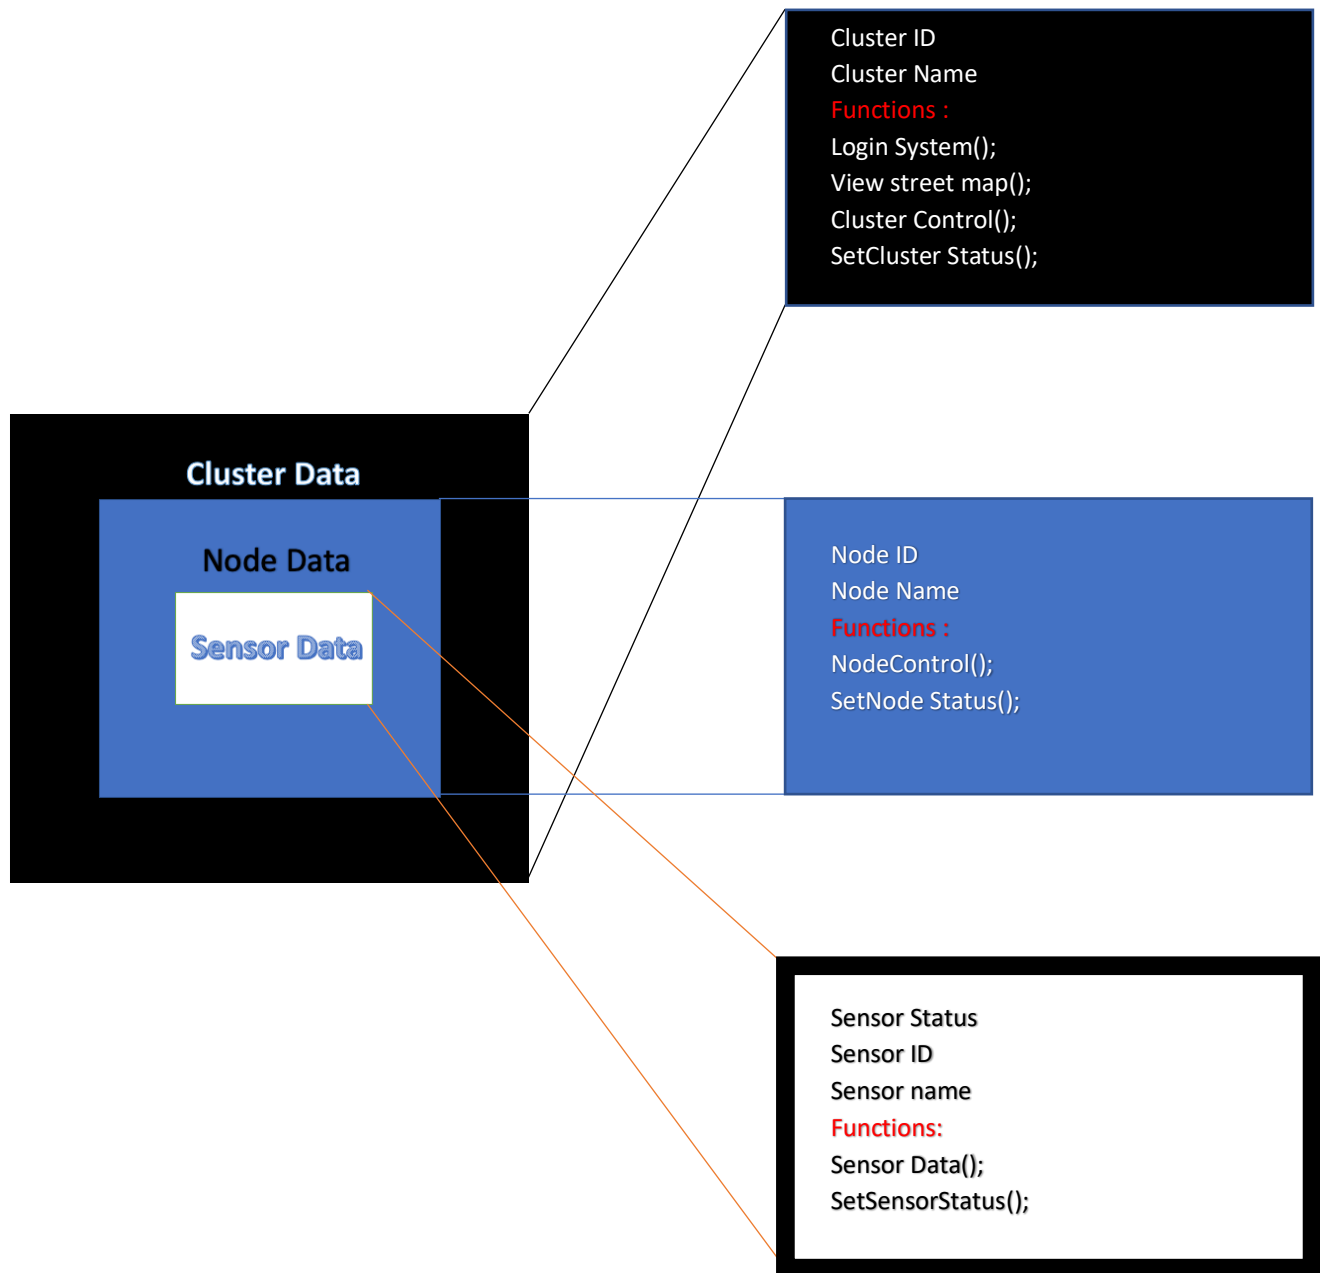 Cluster ID
Cluster Name
Functions :
Login System();
View street map();
Cluster Control();
SetCluster Status();
Cluster Data
Node Data
Sensor Data
Node ID
Node Name
Functions :
NodeControl();
SetNode Status();
Sensor Status
Sensor ID
Sensor name
Functions:
Sensor Data();
SetSensorStatus();